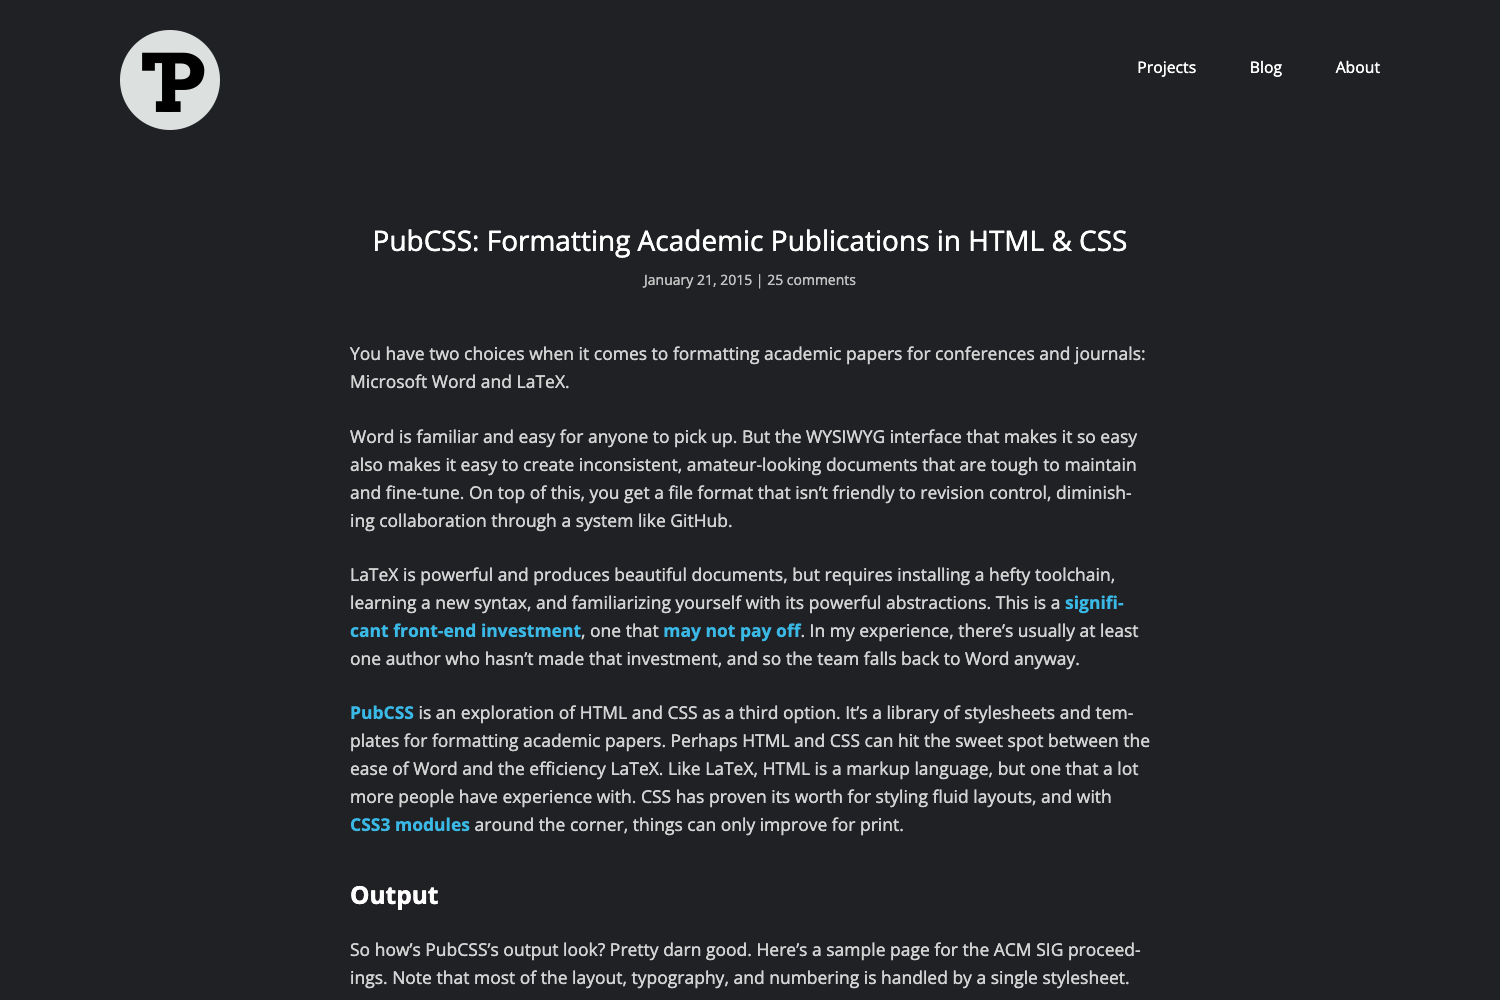 TP
Projects
Blog
About
PubCSS: Formatting Academic Publications in HTML & CSS
January 21, 2015 | 25 comments
You have two choices when it comes to formatting academic papers for conferences and journals:
Microsoft Word and LaTeX.
Word is familiar and easy for anyone to pick up. But the WYSIWYG interface that makes it so easy
also makes it easy to create inconsistent, amateur-looking documents that are tough to maintain
and fine-tune. On top of this, you get a file format that isn’t friendly to revision control, diminish-
ing collaboration through a system like GitHub.
LaTeX is powerful and produces beautiful documents, but requires installing a hefty toolchain,
learning a new syntax, and familiarizing yourself with its powerful abstractions. This is a signifi-
cant front-end investment, one that may not pay off. In my experience, there’s usually at least
one author who hasn’t made that investment, and so the team falls back to Word anyway.
PubCSS is an exploration of HTML and CSS as a third option. It’s a library of stylesheets and tem-
plates for formatting academic papers. Perhaps HTML and CSS can hit the sweet spot between the
ease of Word and the efficiency LaTeX. Like LaTeX, HTML is a markup language, but one that a lot
more people have experience with. CSS has proven its worth for styling fluid layouts, and with
CSS3 modules around the corner, things can only improve for print.
Output
So how’s PubCSS’s output look? Pretty darn good. Here’s a sample page for the ACM SIG proceed-
ings. Note that most of the layout, typography, and numbering is handled by a single stylesheet.